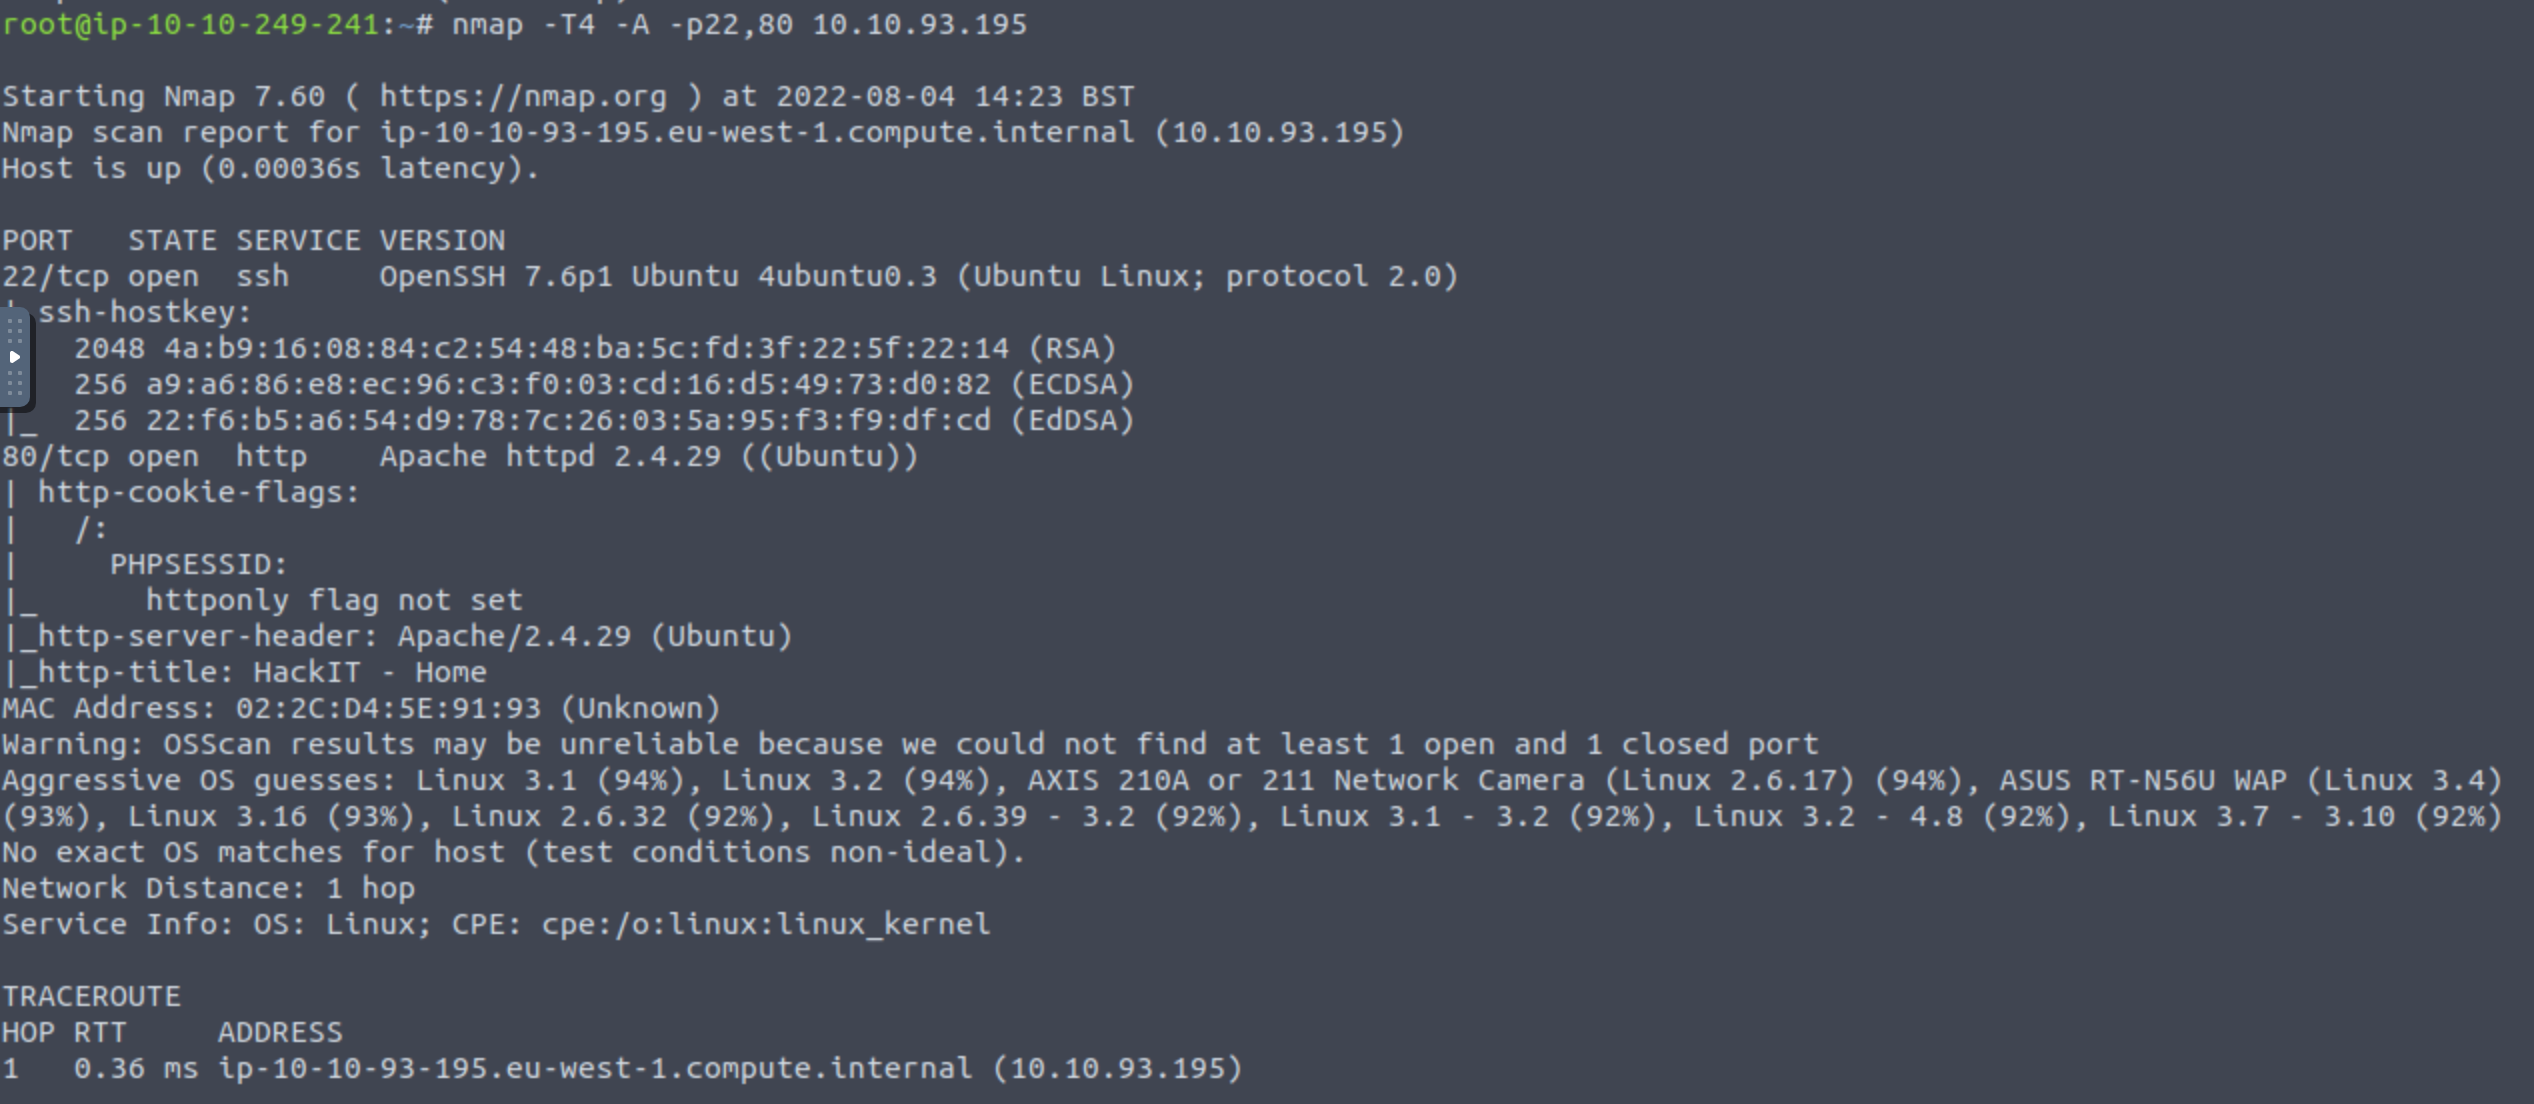 root@ip-10-10-249-241:~# nmap -T4 -A -p22,80 10.10.93.195
Starting Nmap 7.60 ( https://nmap.org ) at 2022-08-04 14:23 BST
Nmap scan report for ip-10-10-93-195.eu-west-1.compute.internal (10.10.93.195)
Host is up (0.00036s latency).
PORT   STATE SERVICE VERSION
22/tcp open  ssh     OpenSSH 7.6p1 Ubuntu 4ubuntu0.3 (Ubuntu Linux; protocol 2.0)
| ssh-hostkey:
    2048 4a:b9:16:08:84:c2:54:48:ba:5c:fd:3f:22:5f:22:14 (RSA)
    256 a9:a6:86:e8:ec:96:c3:f0:03:cd:16:d5:49:73:d0:82 (ECDSA)
|_  256 22:f6:b5:a6:54:d9:78:7c:26:03:5a:95:f3:f9:df:cd (EdDSA)
80/tcp open  http    Apache httpd 2.4.29 ((Ubuntu))
| http-cookie-flags:
|   /:
|     PHPSESSID:
|_      httponly flag not set
|_http-server-header: Apache/2.4.29 (Ubuntu)
|_http-title: HackIT - Home
MAC Address: 02:2C:D4:5E:91:93 (Unknown)
Warning: OSScan results may be unreliable because we could not find at least 1 open and 1 closed port
Aggressive OS guesses: Linux 3.1 (94%), Linux 3.2 (94%), AXIS 210A or 211 Network Camera (Linux 2.6.17) (94%), ASUS RT-N56U WAP (Linux 3.4)
(93%), Linux 3.16 (93%), Linux 2.6.32 (92%), Linux 2.6.39 - 3.2 (92%), Linux 3.1 - 3.2 (92%), Linux 3.2 - 4.8 (92%), Linux 3.7 - 3.10 (92%)
No exact OS matches for host (test conditions non-ideal).
Network Distance: 1 hop
Service Info: OS: Linux; CPE: cpe:/o:linux:linux_kernel
TRACEROUTE
HOP RTT     ADDRESS
1   0.36 ms ip-10-10-93-195.eu-west-1.compute.internal (10.10.93.195)